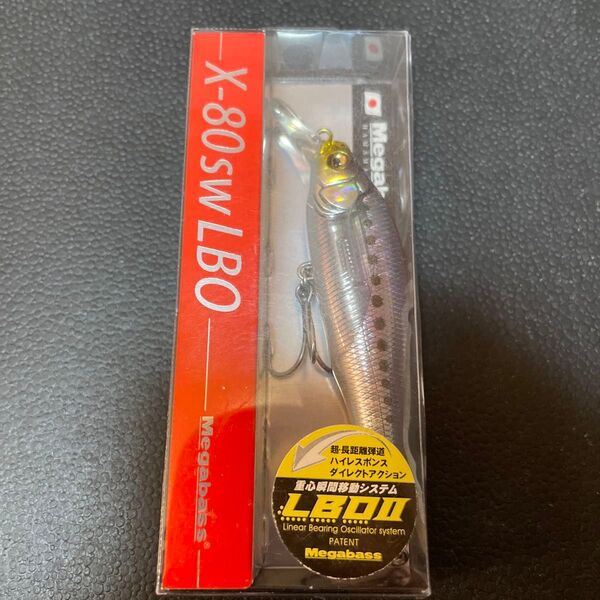 X-80SW LBO
Megabass®
Megab
超・長距離弾道
ハイレスポンス
ダイレクトアクション
重心瞬間移動システム
LBOII
Linear Bearing Oscillator system
PATENT
Megabass